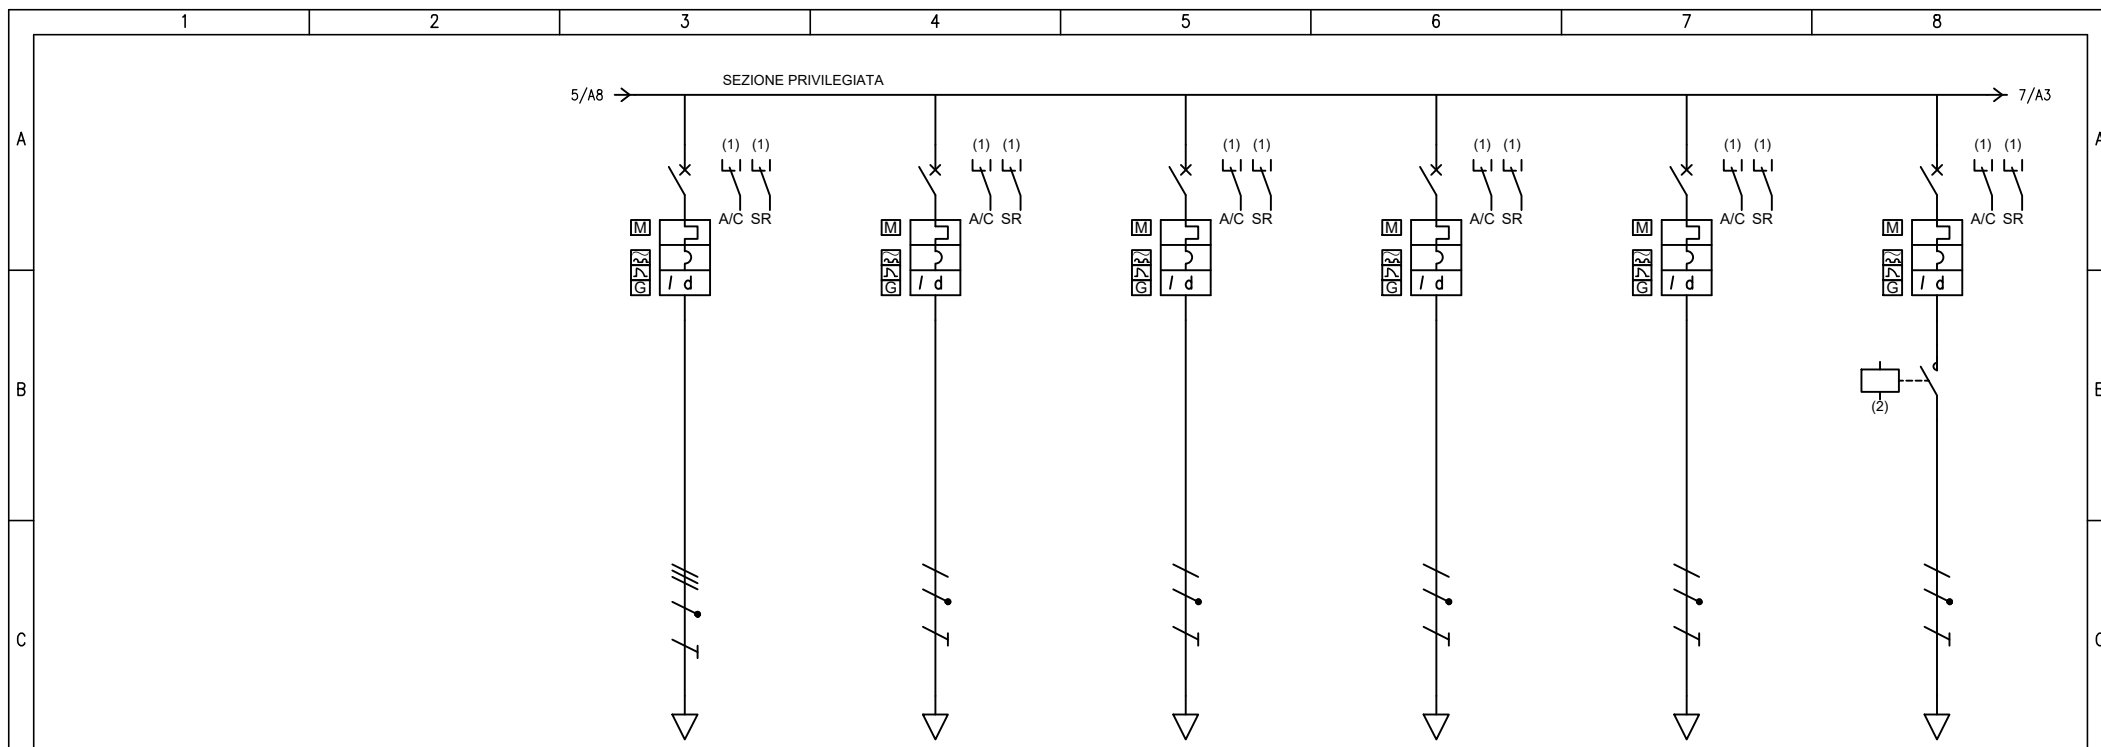 1 2 3 4 5 6 7 8
SEZIONE PRIVILEGIATA
5/A8 7/A3
A A
(1) (1) (1) (1) (1) (1) (1) (1) (1) (1) (1) (1)
A/C SR A/C SR A/C SR A/C SR A/C SR A/C SR
M M M M M M
G I d G I d G I d G I d G I d G I d
B B
(2)
C C